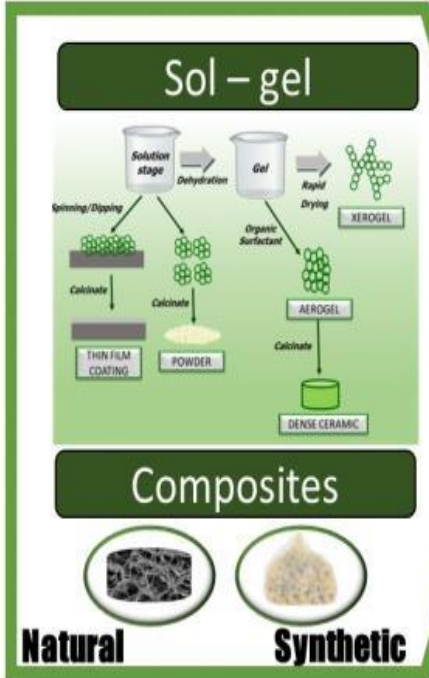 Sol – gel
Solution
stage
Dehydration
Gel
Rapid
Drying
XEROGEL
Spinning/Dipping
Organic
Surfactant
Calcinate
Calcinate
AEROGEL
THIN FILM
COATING
POWDER
Calcinate
DENSE CERAMIC
Composites
Natural
Synthetic